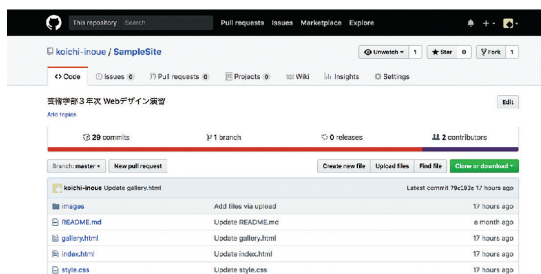 This repository Search Pull requests Issues Marketplace Explore
koichi-inoue / SampleSite Unwatch 1 Star 0 Fork 1
Code Issues 0 Pull requests 0 Projects 0 Wiki Insights Settings
芸術学部3年次 Webデザイン演習 Edit
Add topics
29 commits 1 branch 0 releases 2 contributors
Branch: master New pull request Create new file Upload files Find file Clone or download
koichi-inoue Update gallery.html Latest commit 79c183e 17 hours ago
images Add files via upload 17 hours ago
README.md Update README.md a month ago
gallery.html Update gallery.html 17 hours ago
index.html Update index.html 17 hours ago
style.css Update style.css 17 hours ago